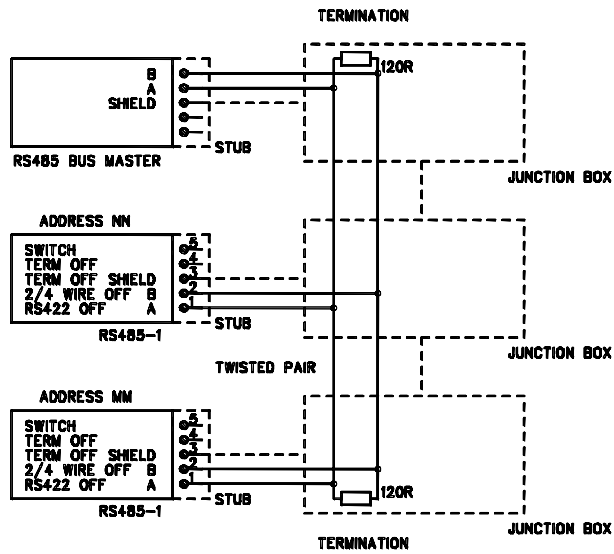 TERMINATION
120R
B
A
SHIELD
STUB
RS485 BUS MASTER
JUNCTION BOX
ADDRESS NN
SWITCH 5
TERM OFF 4
TERM OFF SHIELD 3
2/4 WIRE OFF B 2
RS422 OFF A 1
STUB
RS485-1
JUNCTION BOX
TWISTED PAIR
ADDRESS MM
SWITCH 5
TERM OFF 4
TERM OFF SHIELD 3
2/4 WIRE OFF B 2
RS422 OFF A 1
120R
STUB
RS485-1
JUNCTION BOX
TERMINATION